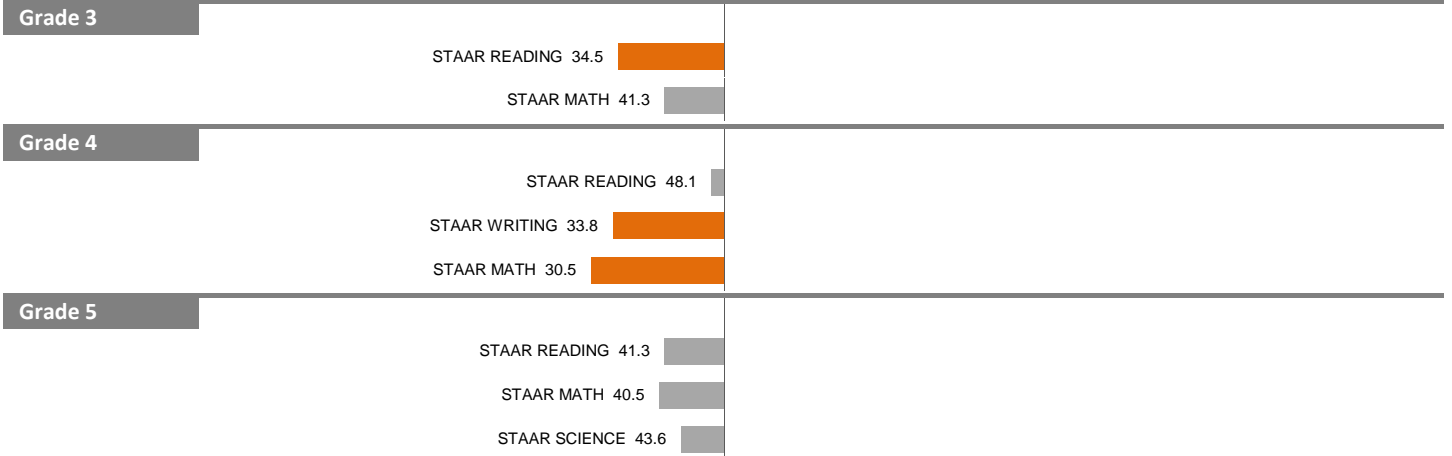 Grade 3
STAAR READING 34.5
STAAR MATH 41.3
Grade 4
STAAR READING 48.1
STAAR WRITING 33.8
STAAR MATH 30.5
Grade 5
STAAR READING 41.3
STAAR MATH 40.5
STAAR SCIENCE 43.6